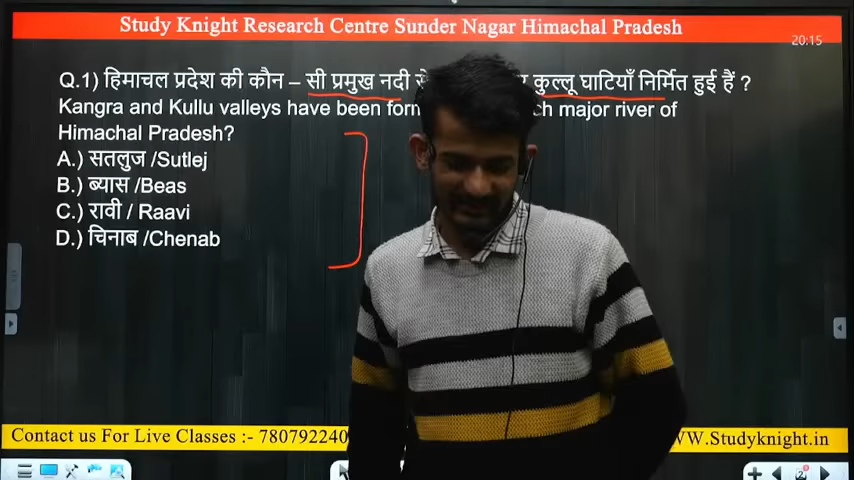 Study Knight Research Centre Sunder Nagar Himachal Pradesh
20:15
Q.1) हिमाचल प्रदेश की कौन – सी प्रमुख नदी कुल्लू घाटियाँ निर्मित हुई हैं ?
Kangra and Kullu valleys have been major river of
Himachal Pradesh?
A.) सतलुज /Sutlej
B.) ब्यास /Beas
C.) रावी / Raavi
D.) चिनाब /Chenab
Contact us For Live Classes :- 780792240
WW.Studyknight.in
2